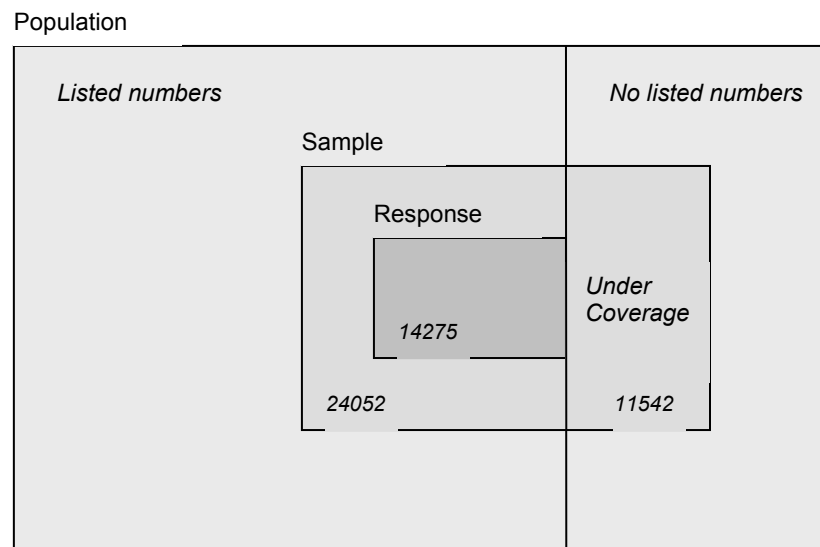 Population
Listed numbers
No listed numbers
Sample
Response
Under
Coverage
14275
24052
11542